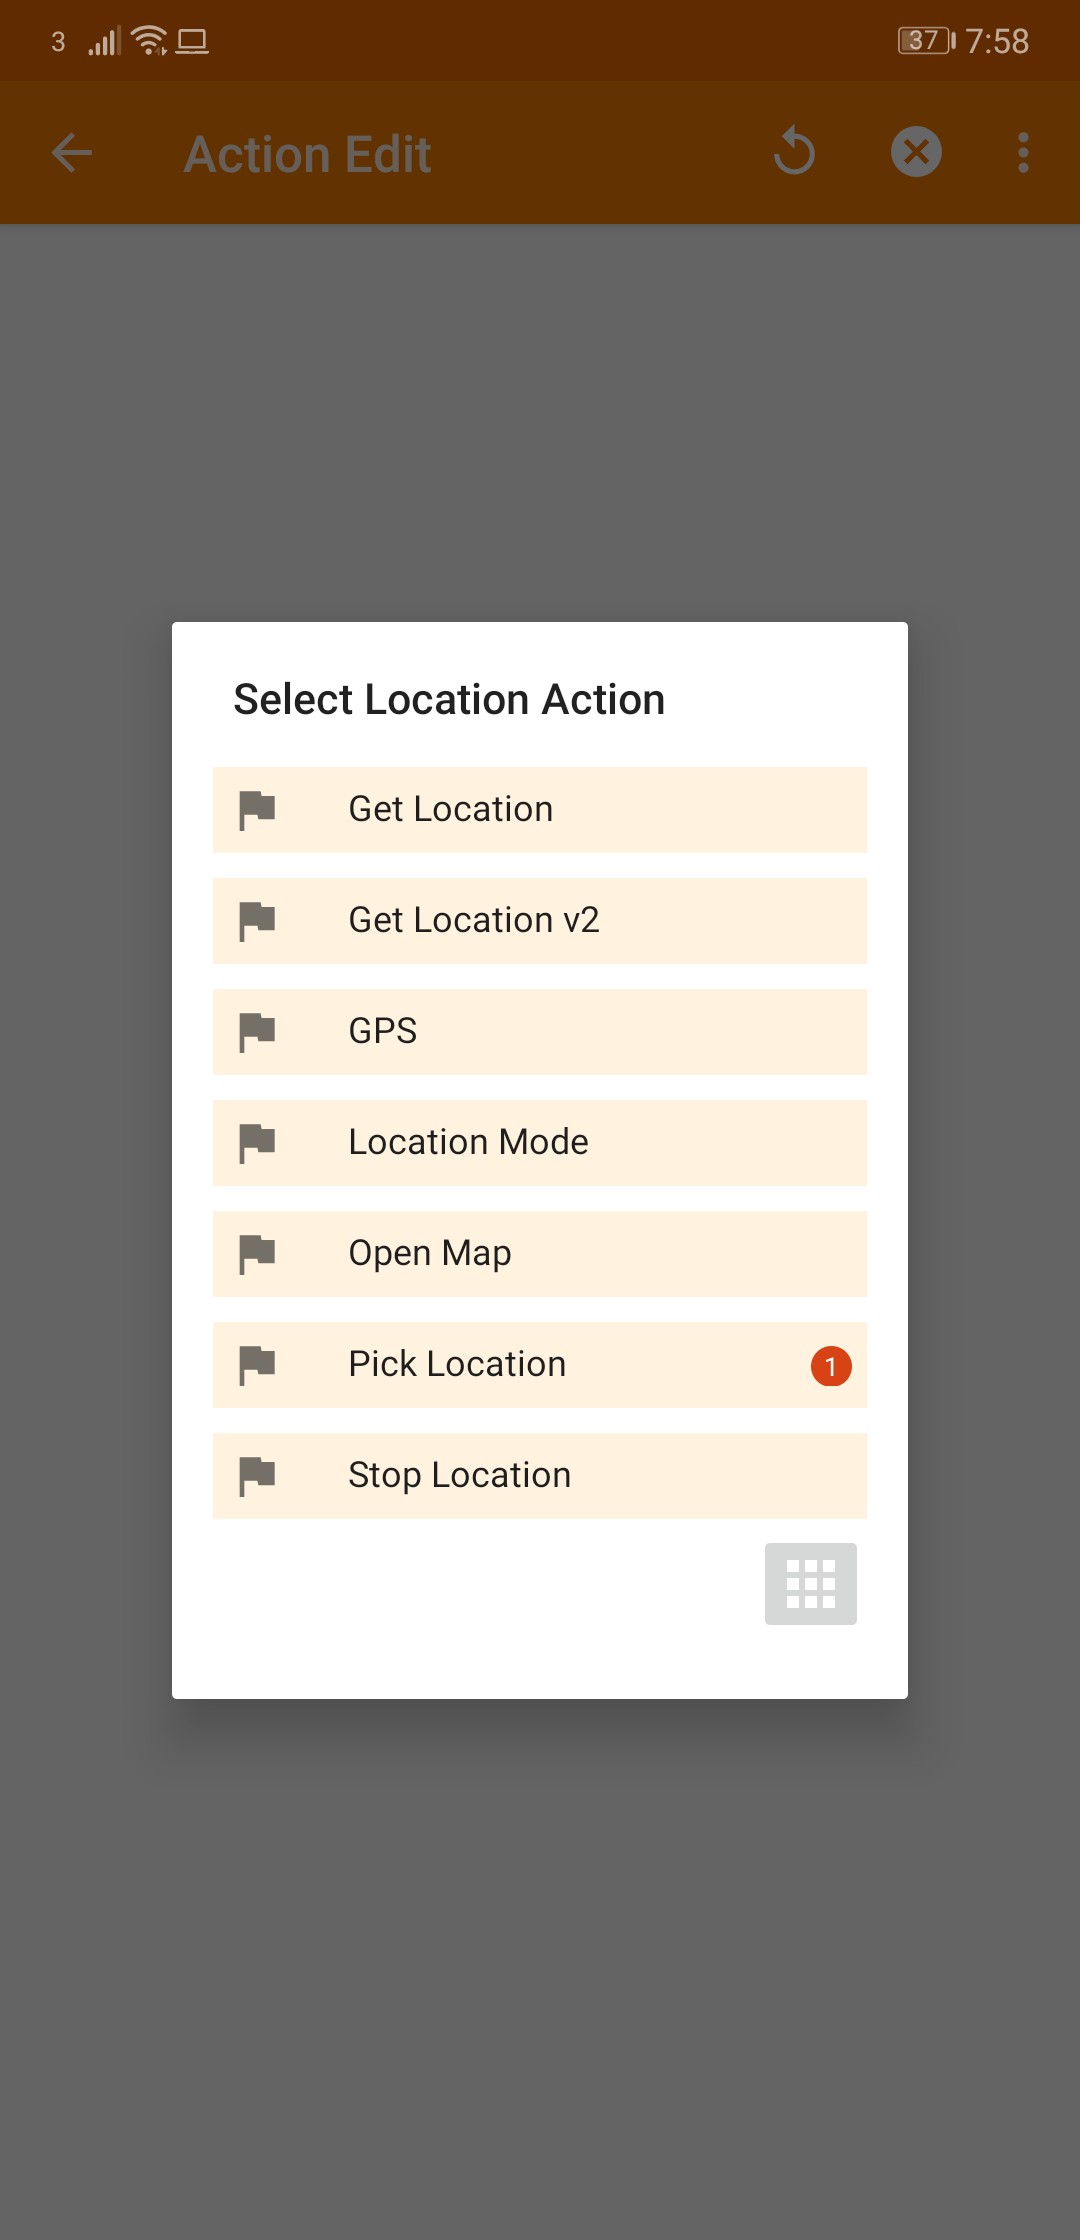 3
37 7:58
Action Edit
Select Location Action
Get Location
Get Location v2
GPS
Location Mode
Open Map
Pick Location 1
Stop Location